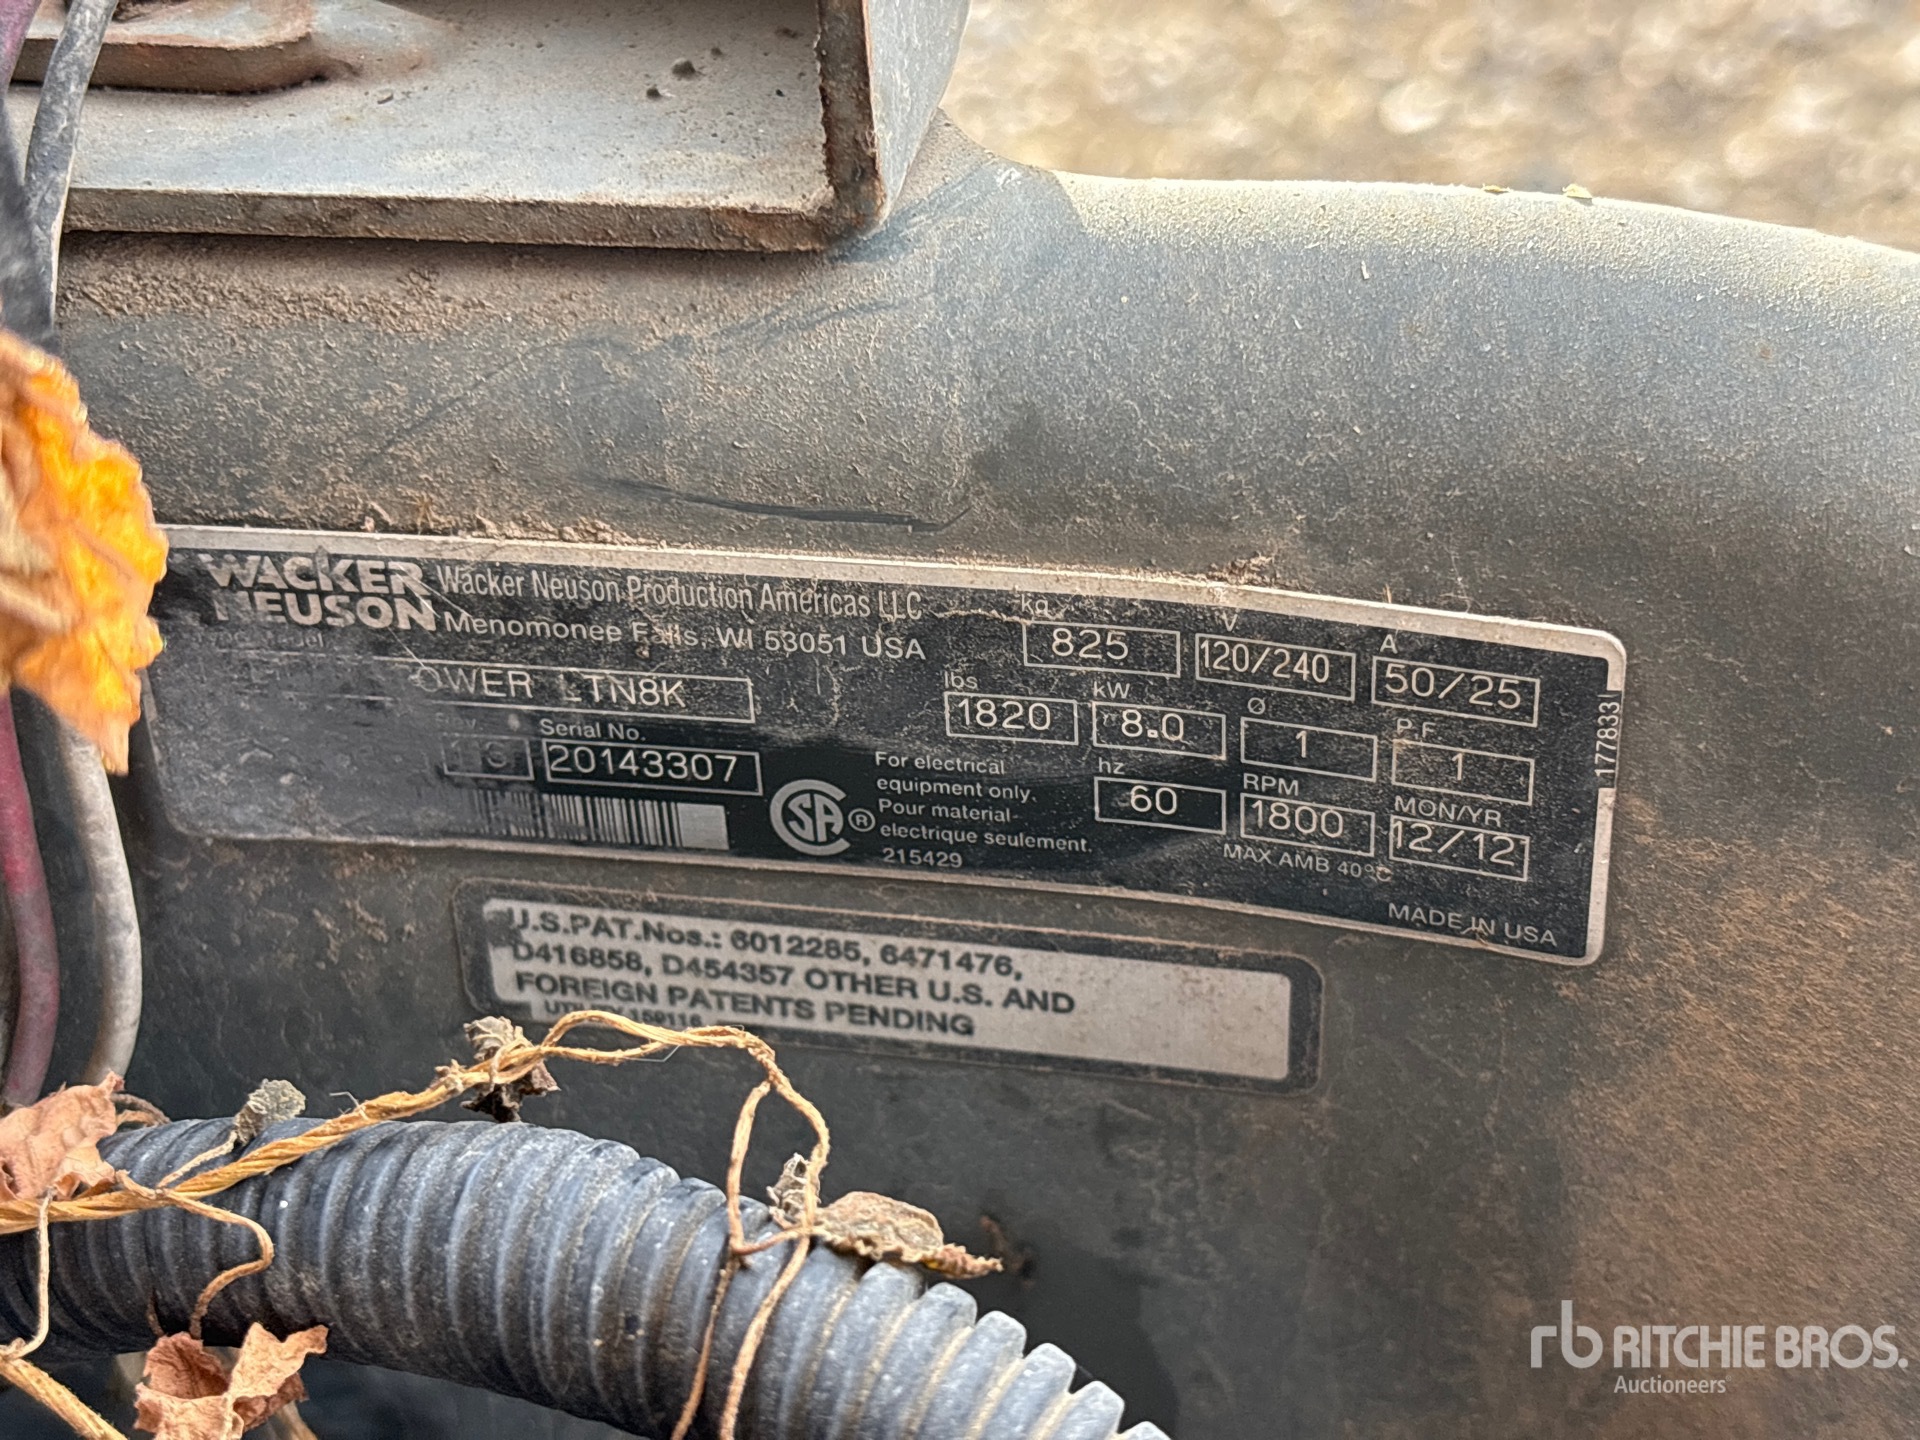 WACKER
NEUSON
Wacker Neuson Production Americas LLC
Menomonee Falls, WI 53051 USA
OWER LTN8K
Serial No.
20143307
kg
825
V
120/240
A
50/25
lbs
1820
kW
8.0
Ø
1
P.F
1
hz
60
RPM
1800
MON/YR
12/12
MAX AMB 40°C
For electrical
equipment only.
Pour material
electrique seulement.
215429
CSA ®
MADE IN USA
177833
U.S.PAT.Nos.: 6012285, 6471476,
D416858, D454357 OTHER U.S. AND
FOREIGN PATENTS PENDING
159116
rb RITCHIE BROS.
Auctioneers